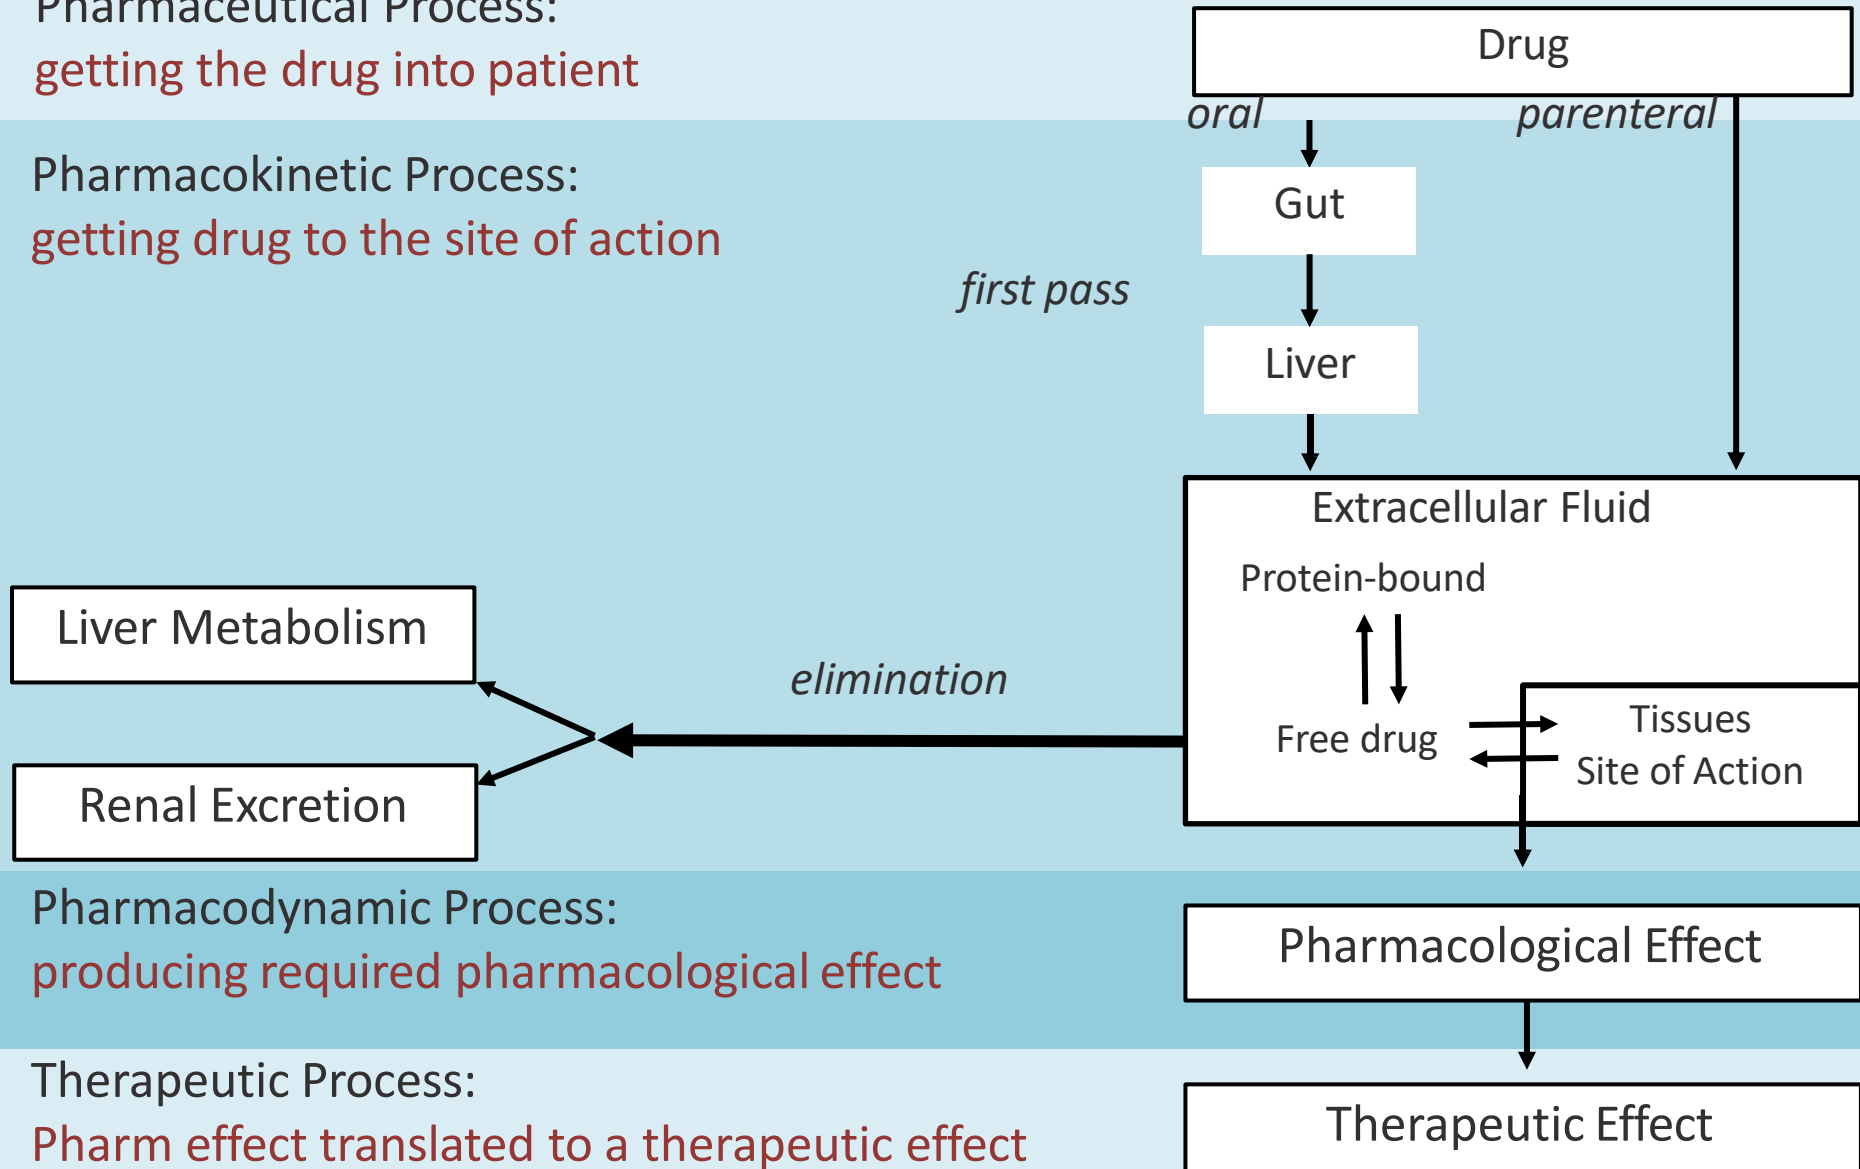 Pharmaceutical Process:
getting the drug into patient
Drug
oral
parenteral
Pharmacokinetic Process:
getting drug to the site of action
Gut
first pass
Liver
Extracellular Fluid
Protein-bound
Liver Metabolism
elimination
Free drug
Tissues
Site of Action
Renal Excretion
Pharmacodynamic Process:
producing required pharmacological effect
Pharmacological Effect
Therapeutic Process:
Pharm effect translated to a therapeutic effect
Therapeutic Effect